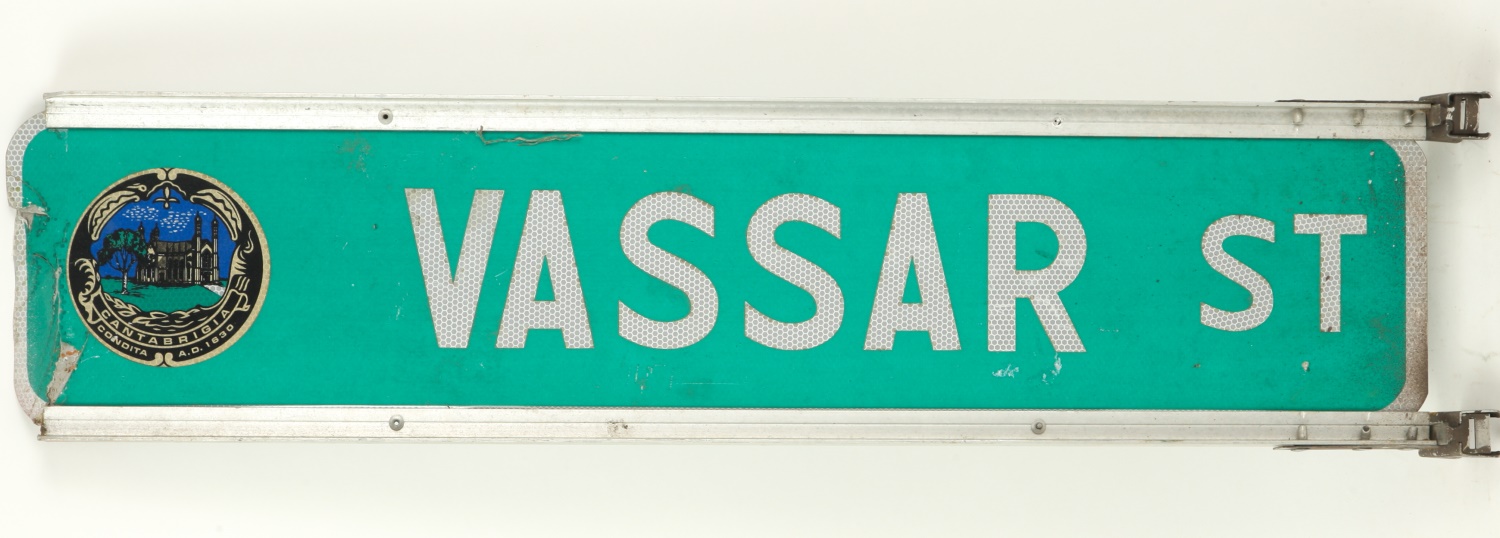 CANTABRIGIA
CONDITA A.D. 1630
VASSAR ST